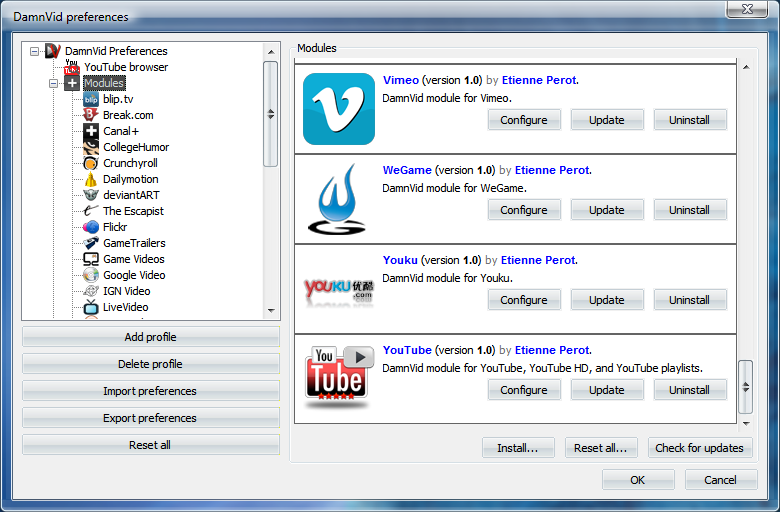 DamnVid preferences
DamnVid Preferences
YouTube browser
Modules
blip.tv
Break.com
Canal+
CollegeHumor
Crunchyroll
Dailymotion
deviantART
The Escapist
Flickr
GameTrailers
Game Videos
Google Video
IGN Video
LiveVideo
Add profile
Delete profile
Import preferences
Export preferences
Reset all
Modules
Vimeo (version 1.0) by Etienne Perot.
DamnVid module for Vimeo.
Configure Update Uninstall
WeGame (version 1.0) by Etienne Perot.
DamnVid module for WeGame.
Configure Update Uninstall
YOUKU优酷
.com
Youku (version 1.0) by Etienne Perot.
DamnVid module for Youku.
Configure Update Uninstall
You
Tube
YouTube (version 1.0) by Etienne Perot.
DamnVid module for YouTube, YouTube HD, and YouTube playlists.
Configure Update Uninstall
Install... Reset all... Check for updates
OK Cancel